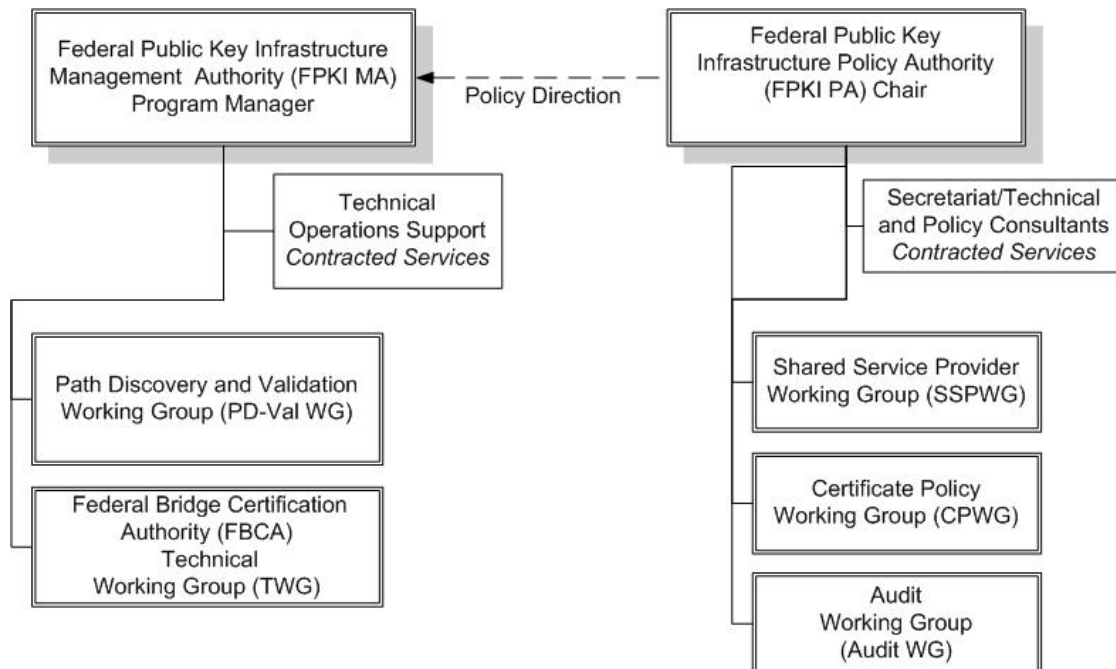 Federal Public Key Infrastructure
Management Authority (FPKI MA)
Program Manager
Policy Direction
Federal Public Key
Infrastructure Policy Authority
(FPKI PA) Chair
Technical
Operations Support
Contracted Services
Secretariat/Technical
and Policy Consultants
Contracted Services
Path Discovery and Validation
Working Group (PD-Val WG)
Federal Bridge Certification
Authority (FBCA)
Technical
Working Group (TWG)
Shared Service Provider
Working Group (SSPWG)
Certificate Policy
Working Group (CPWG)
Audit
Working Group
(Audit WG)